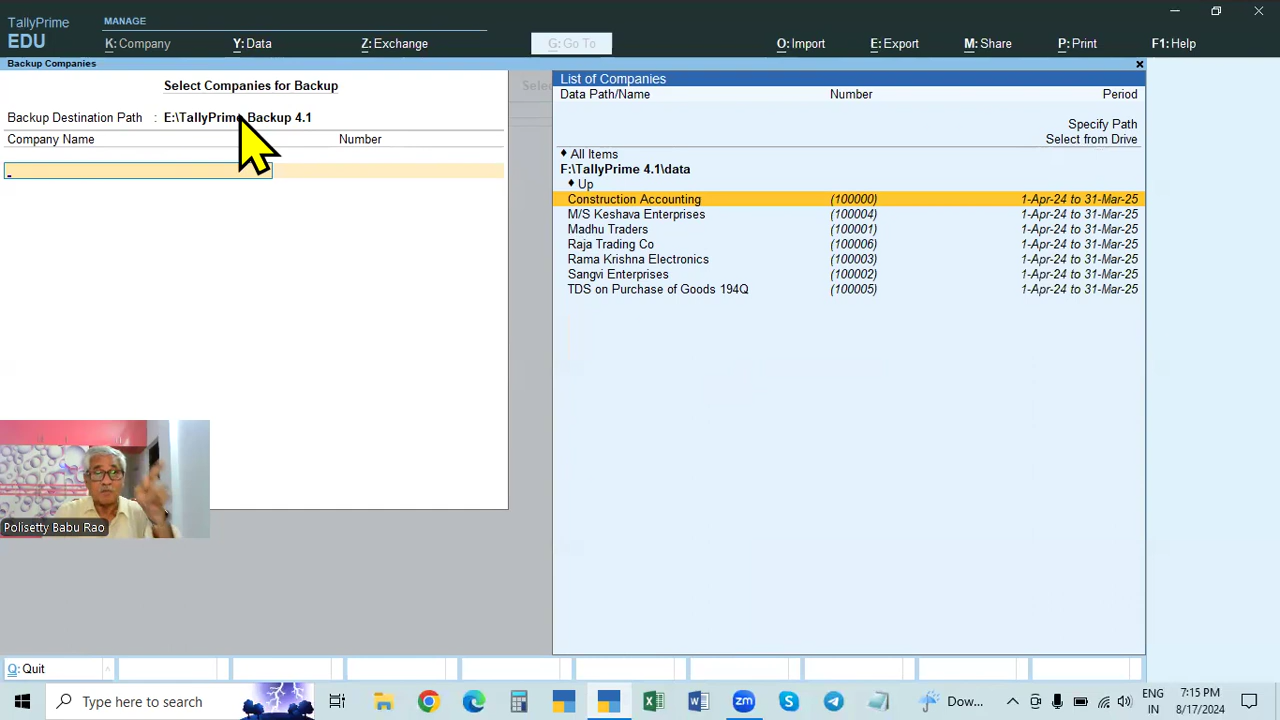 TallyPrime
EDU
MANAGE
K: Company
Y: Data
Z: Exchange
G: Go To
O: Import
E: Export
M: Share
P: Print
F1: Help
Backup Companies
Select Companies for Backup
Backup Destination Path : E:\TallyPrime Backup 4.1
Company Name Number
List of Companies
Data Path/Name Number Period
Specify Path
Select from Drive
♦ All Items
F:\TallyPrime 4.1\data
♦ Up
Construction Accounting (100000) 1-Apr-24 to 31-Mar-25
M/S Keshava Enterprises (100004) 1-Apr-24 to 31-Mar-25
Madhu Traders (100001) 1-Apr-24 to 31-Mar-25
Raja Trading Co (100006) 1-Apr-24 to 31-Mar-25
Rama Krishna Electronics (100003) 1-Apr-24 to 31-Mar-25
Sangvi Enterprises (100002) 1-Apr-24 to 31-Mar-25
TDS on Purchase of Goods 194Q (100005) 1-Apr-24 to 31-Mar-25
Polisetty Babu Rao
Q: Quit
Type here to search
Dow...
ENG
IN
7:15 PM
8/17/2024